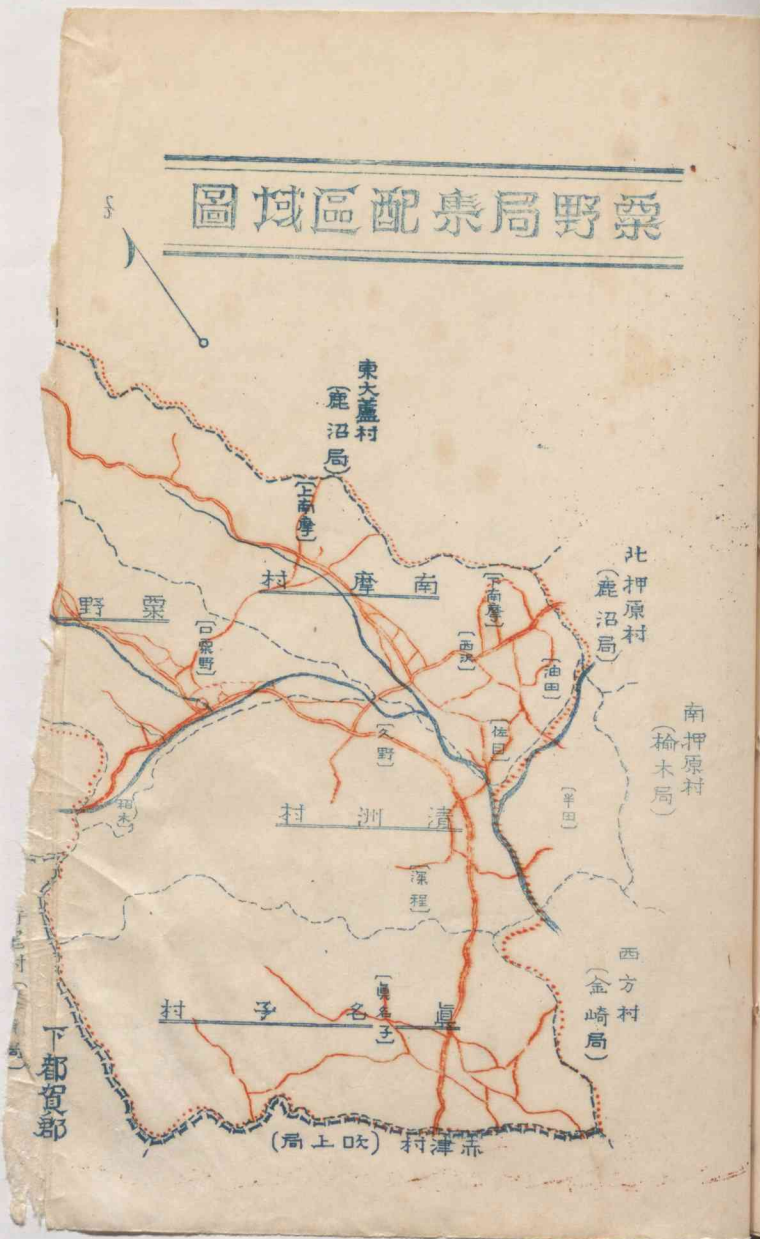 圖域區配集局野粟
東大蘆村
(鹿沼局)
[上南摩]
村摩南
[下南摩]
北押原村
(鹿沼局)
野粟
[口粟野]
[西沢]
[油田]
南押原村
(楡木局)
[久野]
[佐目]
[半田]
村洲清
[深程]
西方村
(金崎局)
村子名眞
[眞名子]
下都賀郡
(局上吹) 村津赤